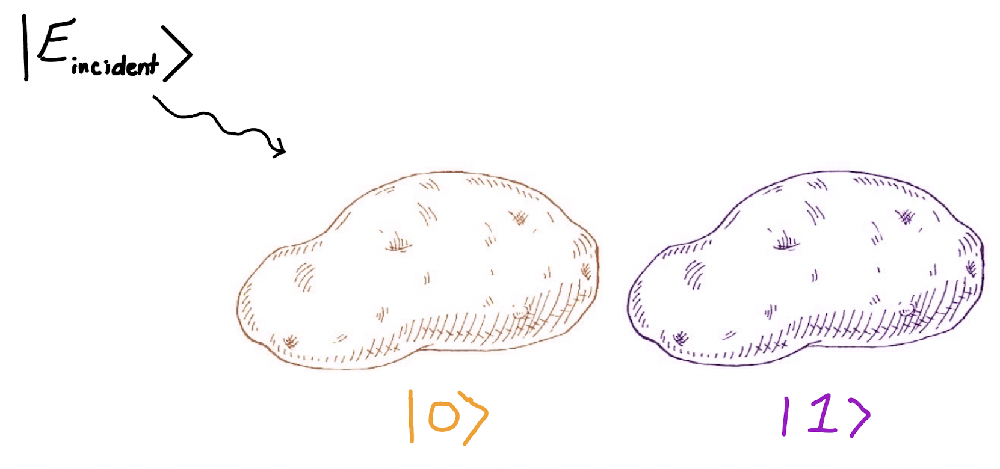 |E_incident⟩
|0⟩ |1⟩